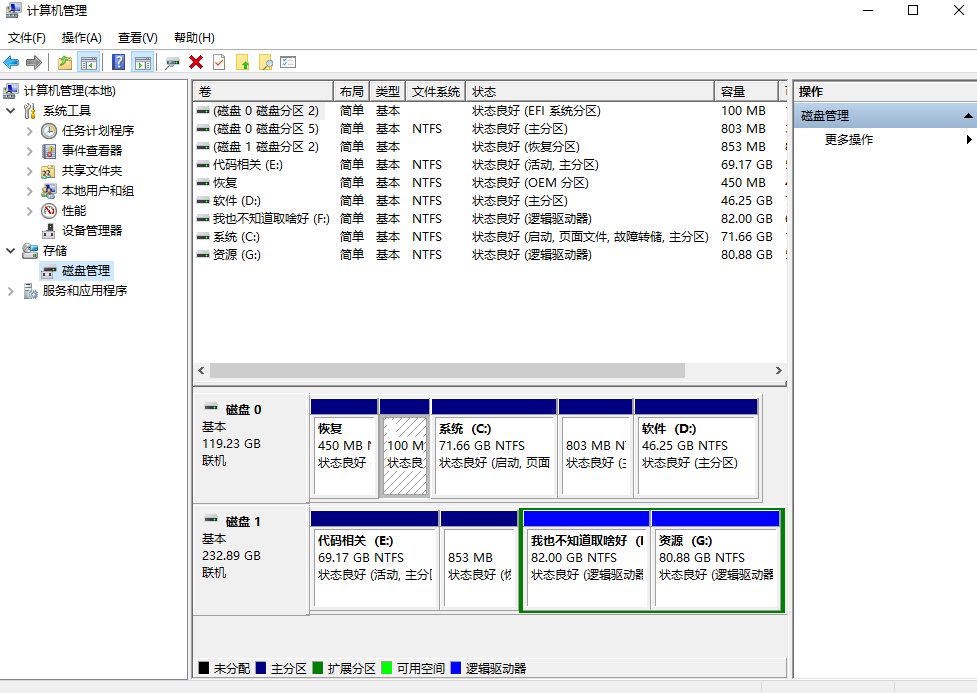 计算机管理
文件(F) 操作(A) 查看(V) 帮助(H)
计算机管理(本地)
系统工具
任务计划程序
事件查看器
共享文件夹
本地用户和组
性能
设备管理器
存储
磁盘管理
服务和应用程序
卷 布局 类型 文件系统 状态 容量
(磁盘 0 磁盘分区 2) 简单 基本 状态良好 (EFI 系统分区) 100 MB
(磁盘 0 磁盘分区 5) 简单 基本 NTFS 状态良好 (主分区) 803 MB
(磁盘 1 磁盘分区 2) 简单 基本 状态良好 (恢复分区) 853 MB
代码相关 (E:) 简单 基本 NTFS 状态良好 (活动, 主分区) 69.17 GB
恢复 简单 基本 NTFS 状态良好 (OEM 分区) 450 MB
软件 (D:) 简单 基本 NTFS 状态良好 (主分区) 46.25 GB
我也不知道取啥好 (F:) 简单 基本 NTFS 状态良好 (逻辑驱动器) 82.00 GB
系统 (C:) 简单 基本 NTFS 状态良好 (启动, 页面文件, 故障转储, 主分区) 71.66 GB
资源 (G:) 简单 基本 NTFS 状态良好 (逻辑驱动器) 80.88 GB
磁盘 0
基本
119.23 GB
联机
恢复
450 MB N
状态良好
100 M
状态良
系统 (C:)
71.66 GB NTFS
状态良好 (启动, 页面
803 MB N
状态良好 (主
软件 (D:)
46.25 GB NTFS
状态良好 (主分区)
磁盘 1
基本
232.89 GB
联机
代码相关 (E:)
69.17 GB NTFS
状态良好 (活动, 主分
853 MB
状态良好 (恢
我也不知道取啥好 (
82.00 GB NTFS
状态良好 (逻辑驱动器
资源 (G:)
80.88 GB NTFS
状态良好 (逻辑驱动器
未分配 主分区 扩展分区 可用空间 逻辑驱动器
操作
磁盘管理
更多操作